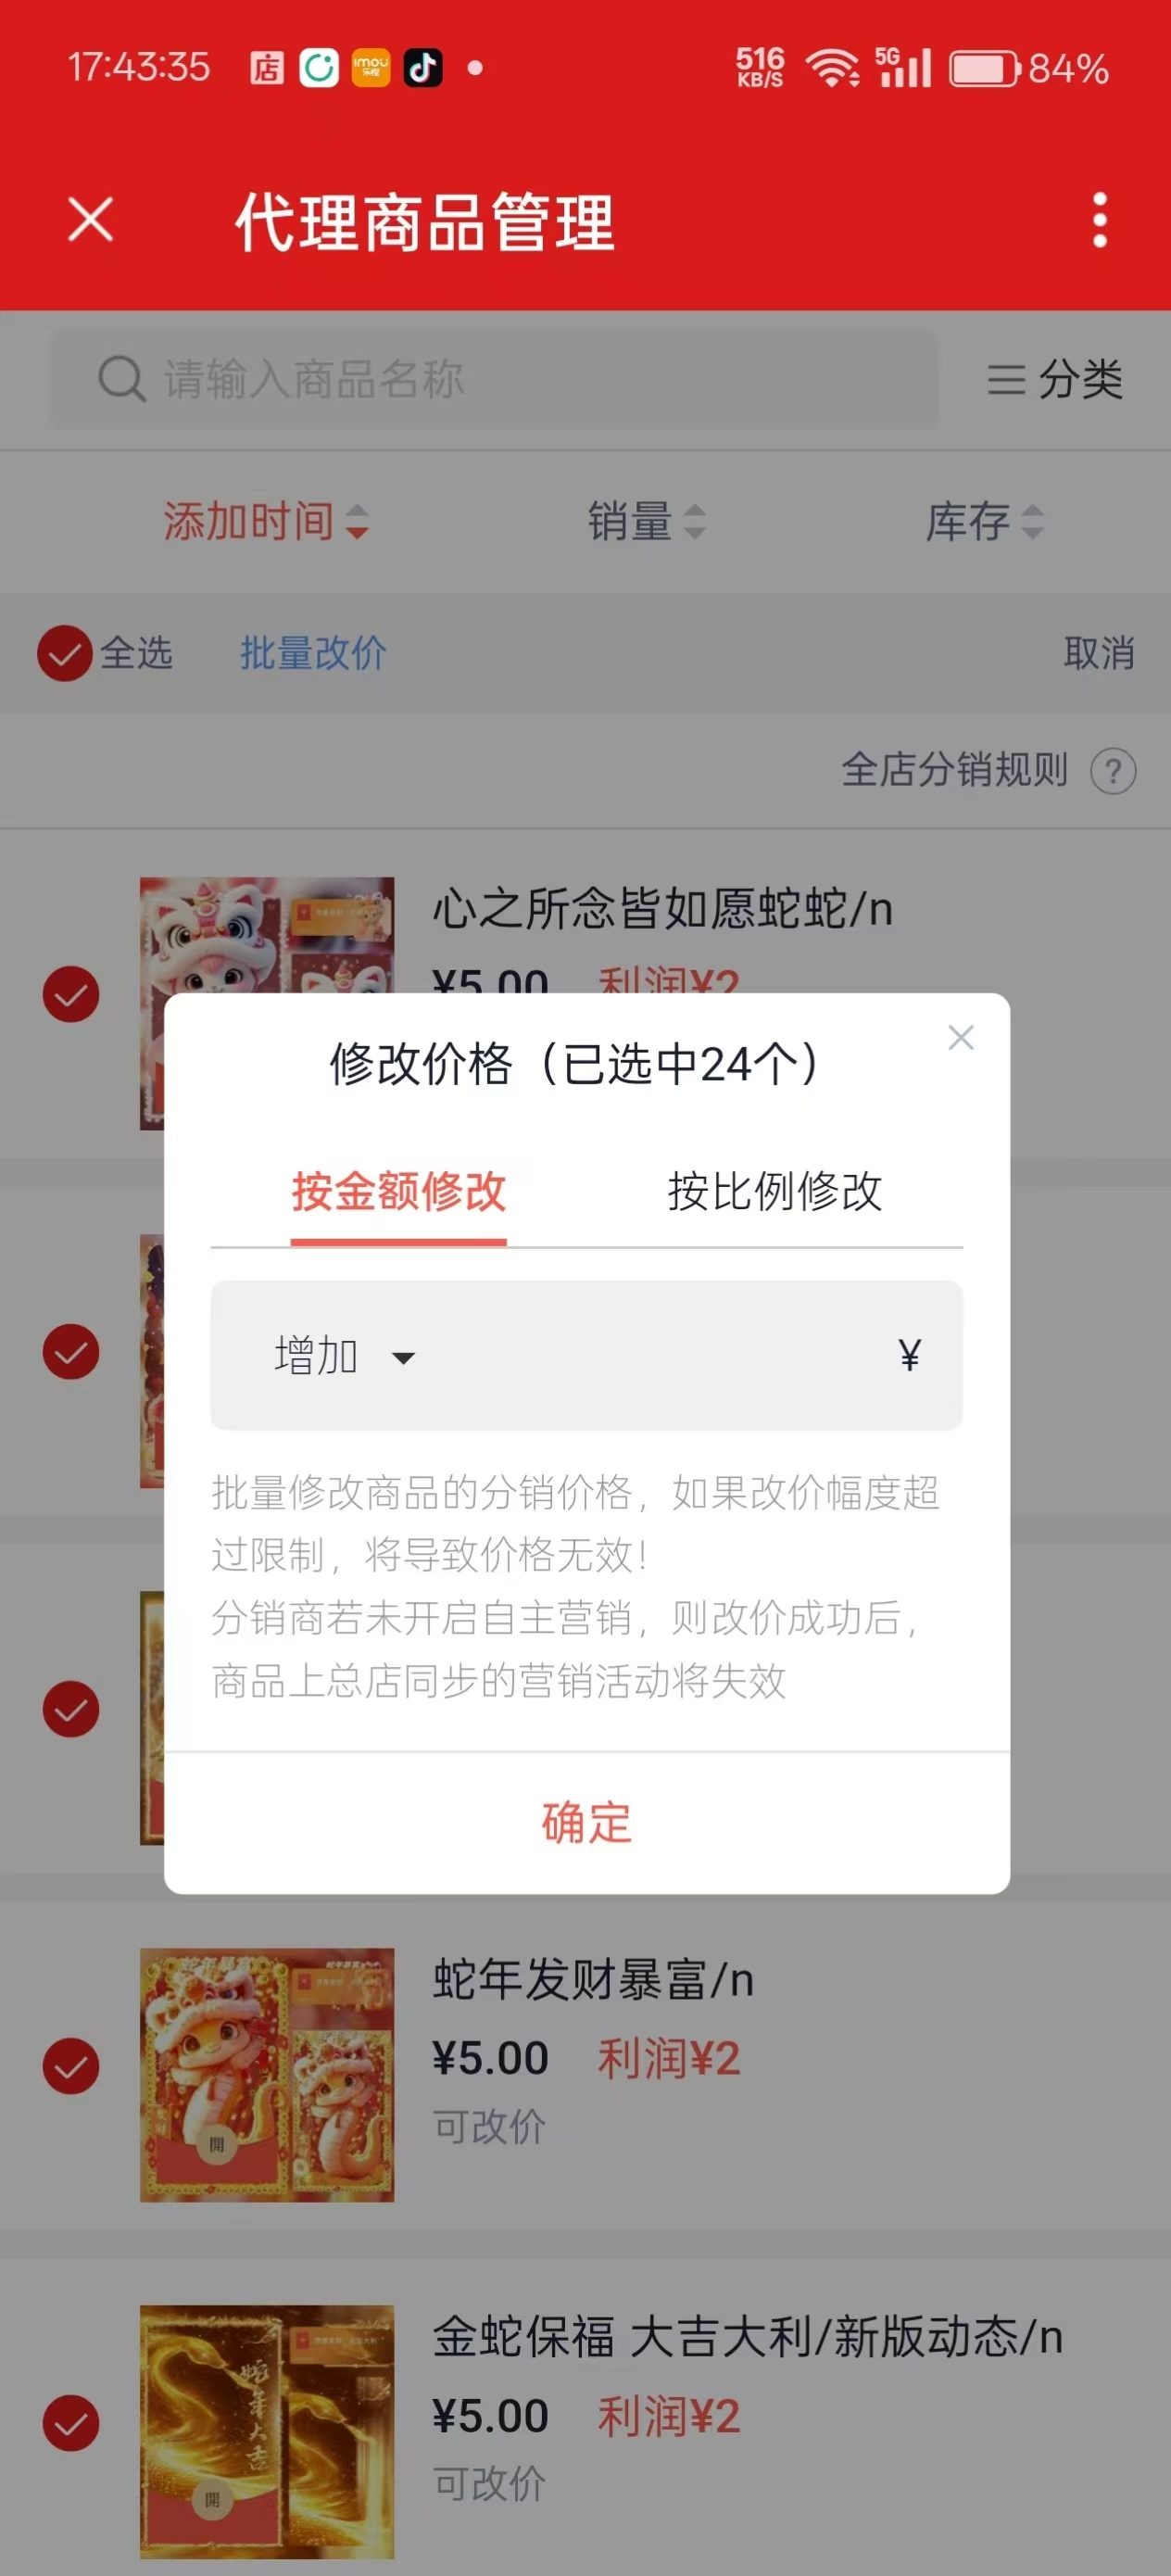 17:43:35
店
imou
乐橙
516
KB/S
5G
84%
代理商品管理
请输入商品名称
分类
添加时间
销量
库存
全选
批量改价
取消
全店分销规则 ?
心之所念皆如愿蛇蛇/n
¥5.00 利润¥2
修改价格（已选中24个）
按金额修改
按比例修改
增加
¥
批量修改商品的分销价格，如果改价幅度超
过限制，将导致价格无效！
分销商若未开启自主营销，则改价成功后，
商品上总店同步的营销活动将失效
确定
開
蛇年发财暴富/n
¥5.00 利润¥2
可改价
蛇年大吉
開
金蛇保福 大吉大利/新版动态/n
¥5.00 利润¥2
可改价